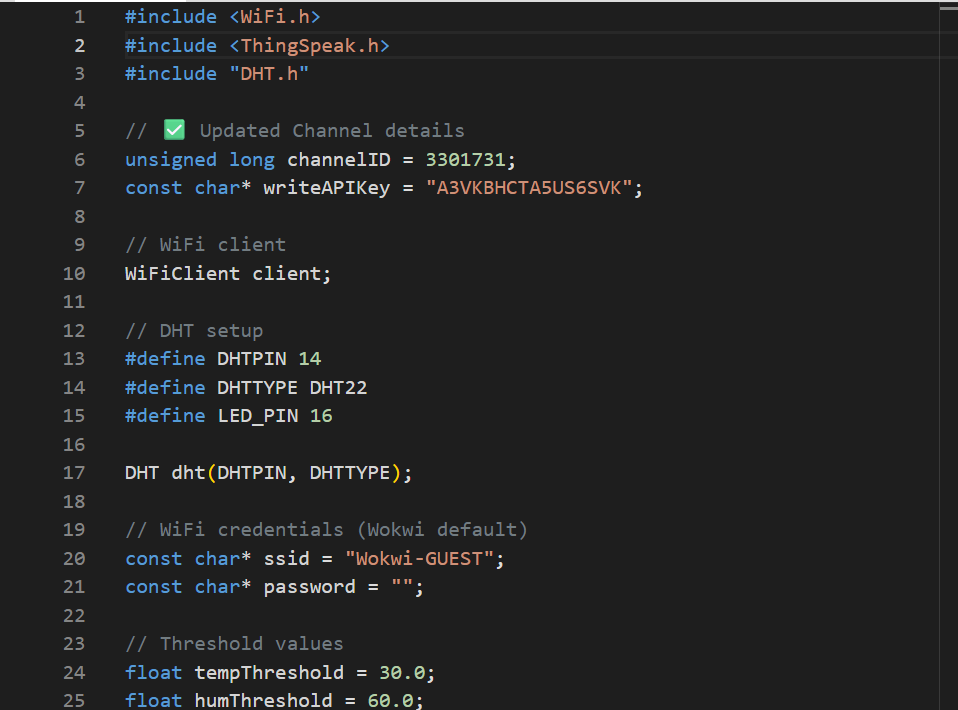 1 #include <WiFi.h>
2 #include <ThingSpeak.h>
3 #include "DHT.h"
4
5 // ✅ Updated Channel details
6 unsigned long channelID = 3301731;
7 const char* writeAPIKey = "A3VKBHCTA5US6SVK";
8
9 // WiFi client
10 WiFiClient client;
11
12 // DHT setup
13 #define DHTPIN 14
14 #define DHTTYPE DHT22
15 #define LED_PIN 16
16
17 DHT dht(DHTPIN, DHTTYPE);
18
19 // WiFi credentials (Wokwi default)
20 const char* ssid = "Wokwi-GUEST";
21 const char* password = "";
22
23 // Threshold values
24 float tempThreshold = 30.0;
25 float humThreshold = 60.0;